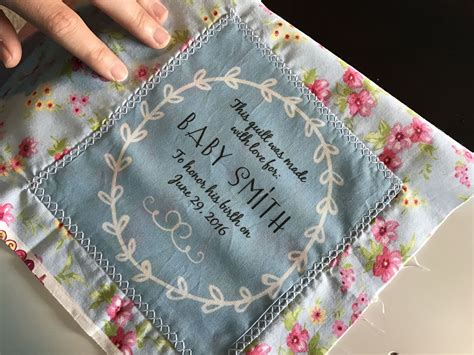 This quilt was made
with love for:
BABY SMITH
To honor his birth on
June 29, 2016